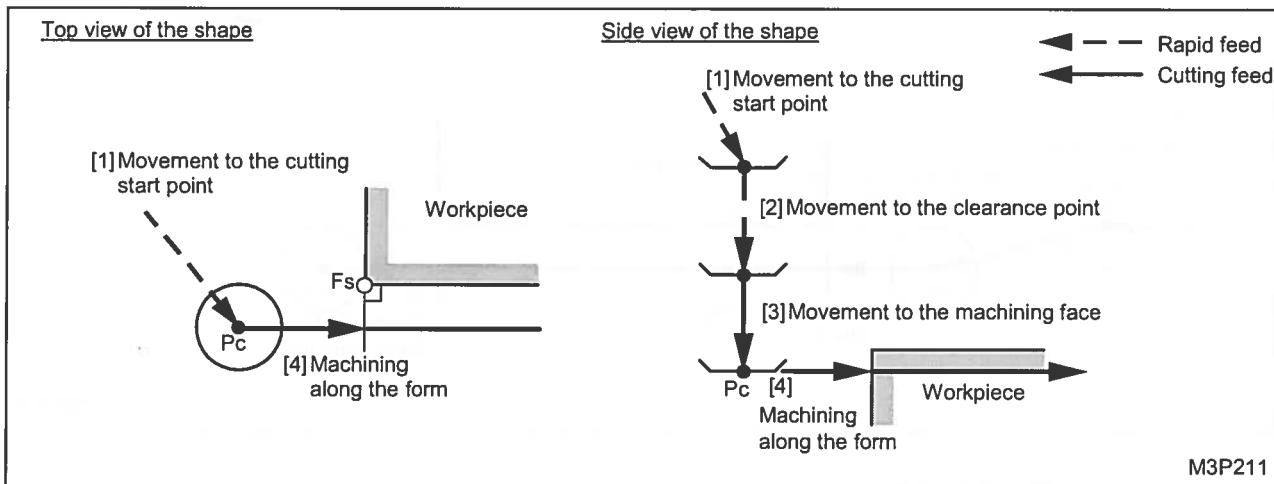 Top view of the shape
[1] Movement to the cutting
start point
Workpiece
Fs
Pc
[4] Machining
along the form
Side view of the shape
Rapid feed
Cutting feed
[1] Movement to the cutting
start point
[2] Movement to the clearance point
[3] Movement to the machining face
Pc [4]
Machining
along the form
Workpiece
M3P211